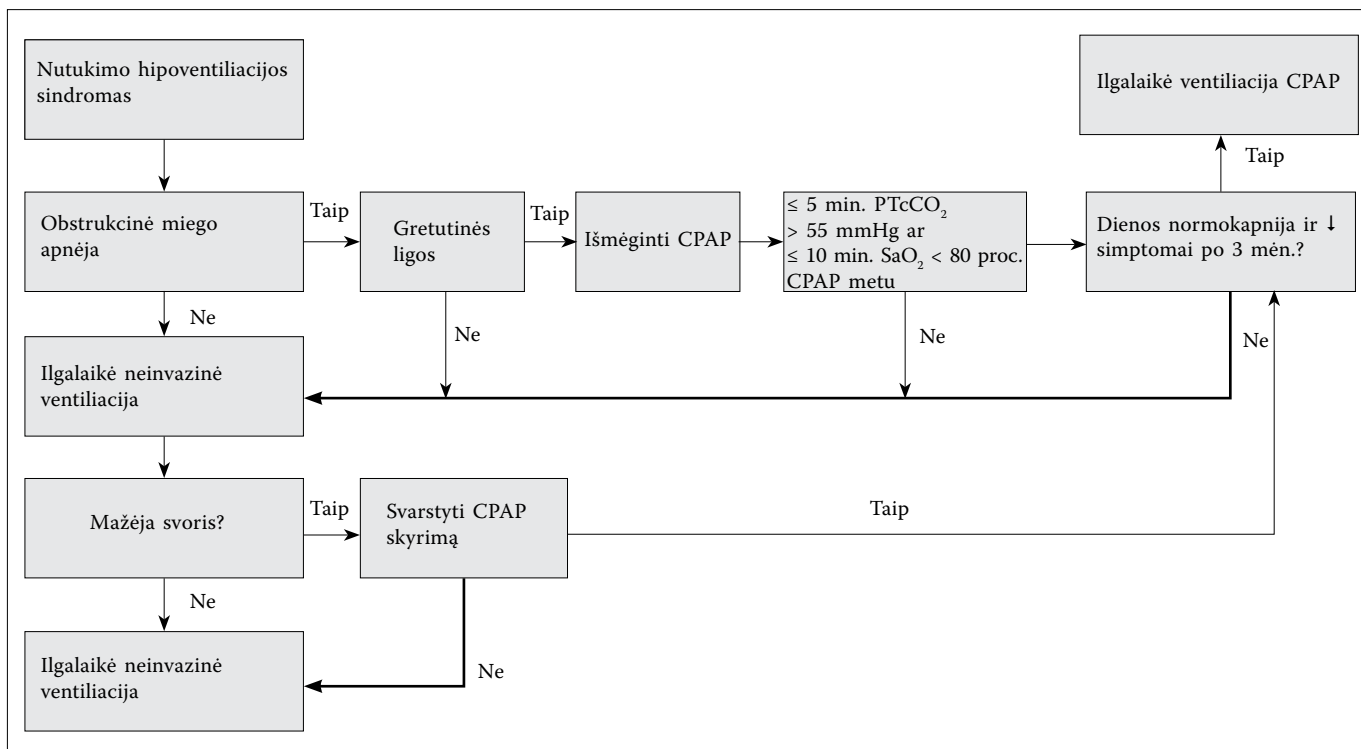 Nutukimo hipoventiliacijos
sindromas
Ilgalaikė ventiliacija CPAP
Taip
Obstrukcinė miego
apnėja
Taip
Gretutinės
ligos
Taip
Išmėginti CPAP
≤ 5 min. PTcCO₂
> 55 mmHg ar
≤ 10 min. SaO₂ < 80 proc.
CPAP metu
Dienos normokapnija ir ↓
simptomai po 3 mėn.?
Ne
Ne
Ne
Ne
Ilgalaikė neinvazinė
ventiliacija
Mažėja svoris?
Taip
Svarstyti CPAP
skyrimą
Taip
Ne
Ne
Ilgalaikė neinvazinė
ventiliacija